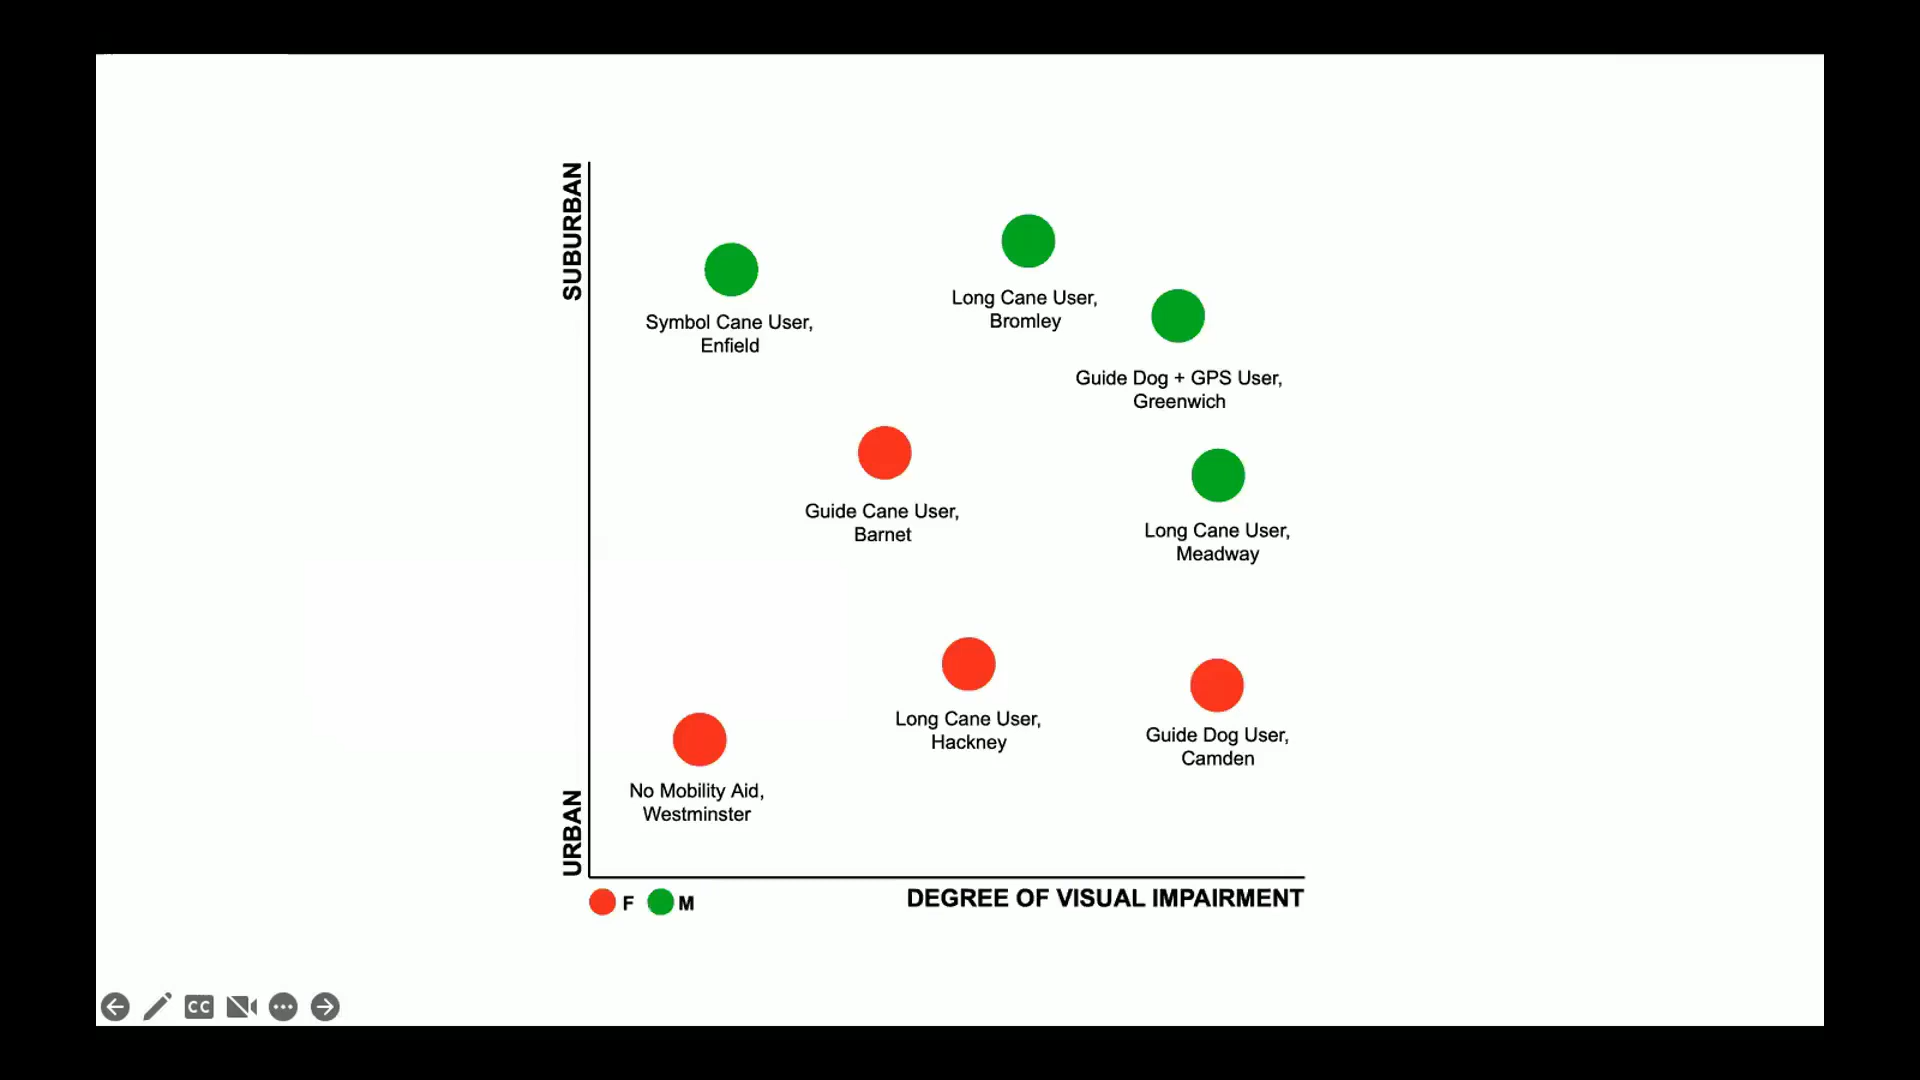 SUBURBAN
Long Cane User,
Bromley
Symbol Cane User,
Enfield
Guide Dog + GPS User,
Greenwich
Guide Cane User,
Barnet
Long Cane User,
Meadway
Long Cane User,
Hackney
Guide Dog User,
Camden
No Mobility Aid,
Westminster
URBAN
F M
DEGREE OF VISUAL IMPAIRMENT
CC